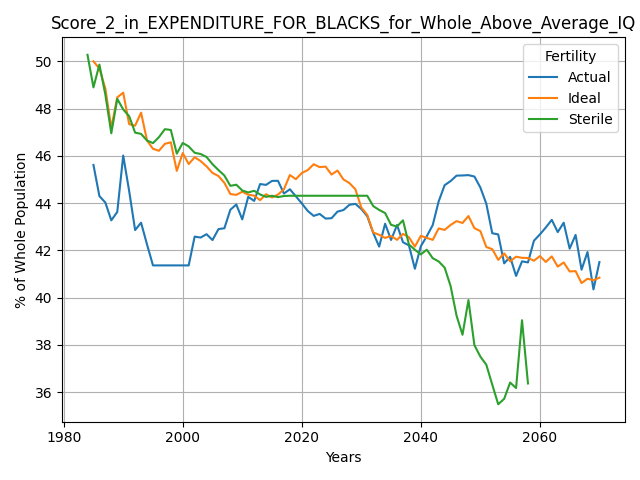 Score_2_in_EXPENDITURE_FOR_BLACKS_for_Whole_Above_Average_IQ
Fertility
Actual
Ideal
Sterile
% of Whole Population
50
48
46
44
42
40
38
36
1980
2000
2020
2040
2060
Years